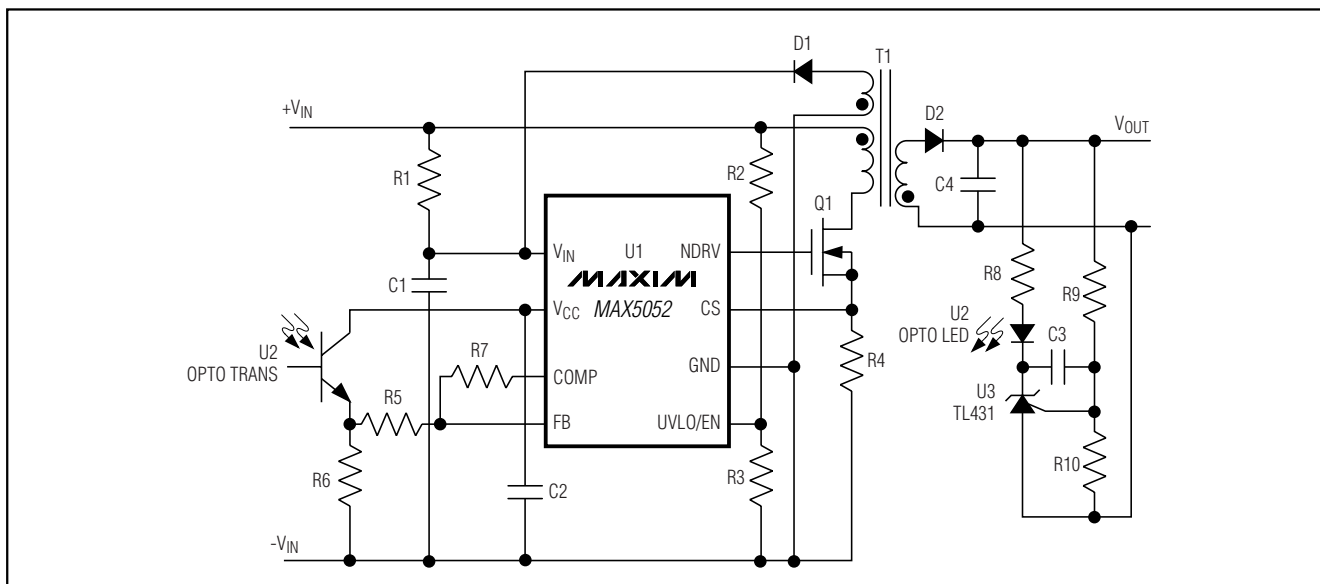 D1
T1
+VIN
D2
VOUT
R1
R2
C4
Q1
VIN
U1
NDRV
R8
R9
C1
MAXIM
VCC
MAX5052
CS
U2
OPTO LED
C3
U2
OPTO TRANS
R7
GND
R4
COMP
U3
TL431
R5
FB
UVLO/EN
R10
R6
C2
R3
-VIN